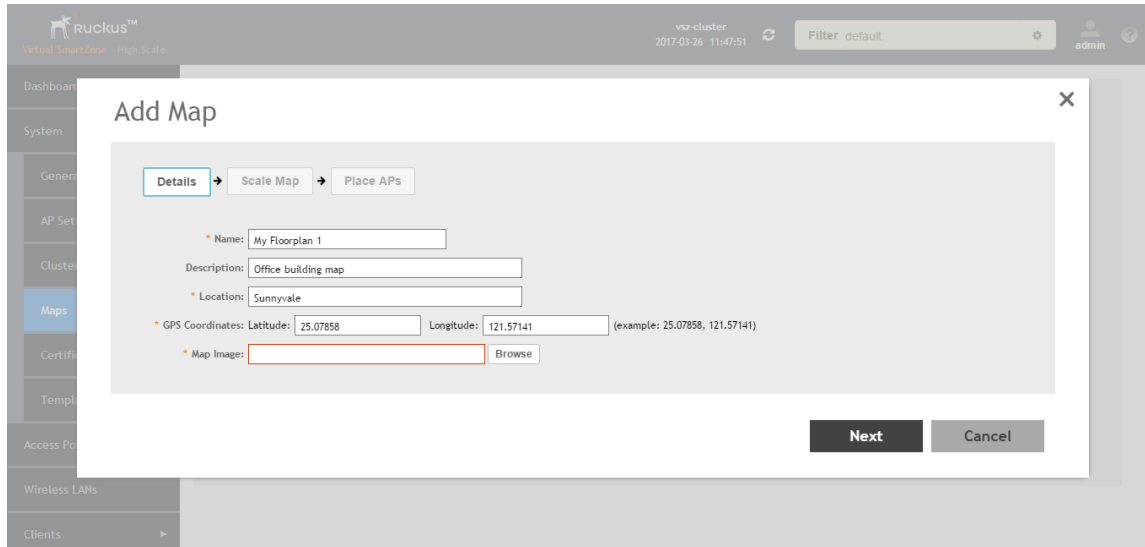 Ruckus™
Virtual SmartZone - High Scale
vsz-cluster
2017-03-26 11:47:51
Filter default
admin
Dashboar
System
Genera
AP Set
Cluste
Maps
Certifi
Templa
Access Po
Wireless LANs
Clients
Add Map
Details
Scale Map
Place APs
* Name: My Floorplan 1
Description: Office building map
* Location: Sunnyvale
* GPS Coordinates: Latitude: 25.07858 Longitude: 121.57141 (example: 25.07858, 121.57141)
* Map Image: Browse
Next Cancel